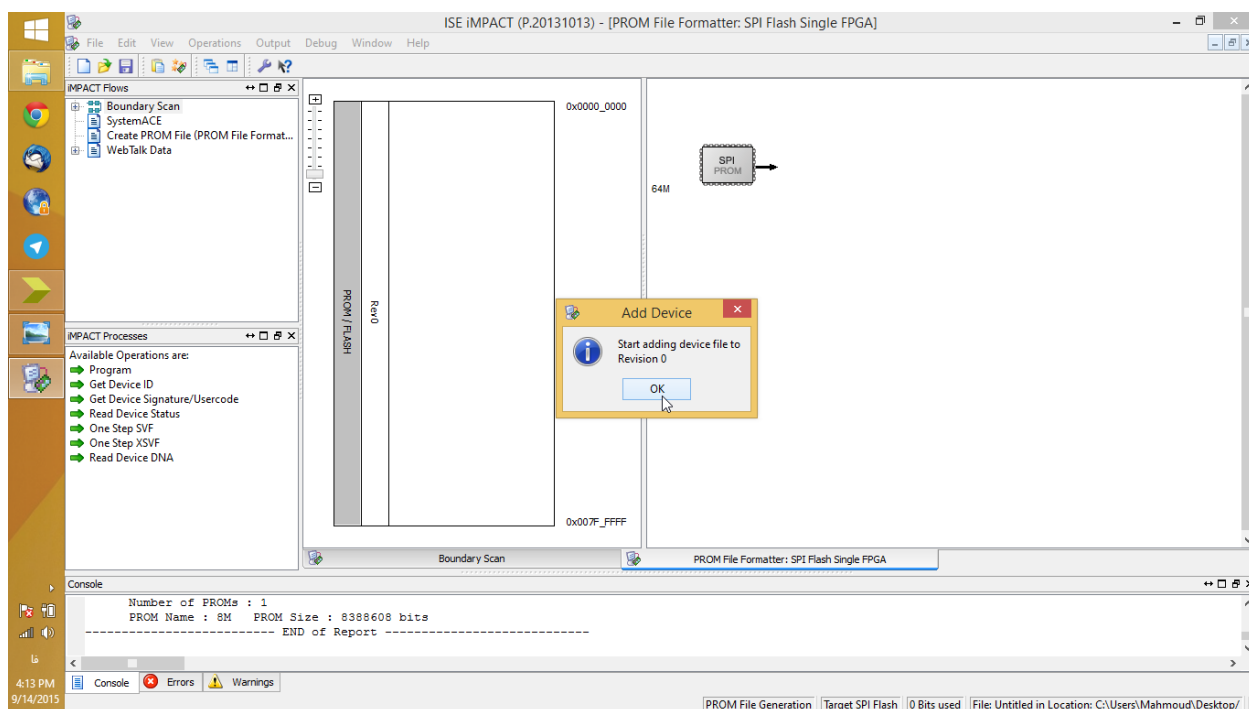 ISE iMPACT (P.20131013) - [PROM File Formatter: SPI Flash Single FPGA]
File Edit View Operations Output Debug Window Help
iMPACT Flows
Boundary Scan
SystemACE
Create PROM File (PROM File Format...
WebTalk Data
iMPACT Processes
Available Operations are:
Program
Get Device ID
Get Device Signature/Usercode
Read Device Status
One Step SVF
One Step XSVF
Read Device DNA
0x0000_0000
64M
PROM / FLASH
Rev0
0x007F_FFFF
SPI
PROM
Add Device
Start adding device file to
Revision 0
OK
Boundary Scan
PROM File Formatter: SPI Flash Single FPGA
Console
Number of PROMs : 1
PROM Name : 8M PROM Size : 8388608 bits
---------------------------- END of Report ------------------------------
Console Errors Warnings
PROM File Generation Target SPI Flash 0 Bits used File: Untitled in Location: C:\Users\Mahmoud\Desktop/
فا
4:13 PM
9/14/2015